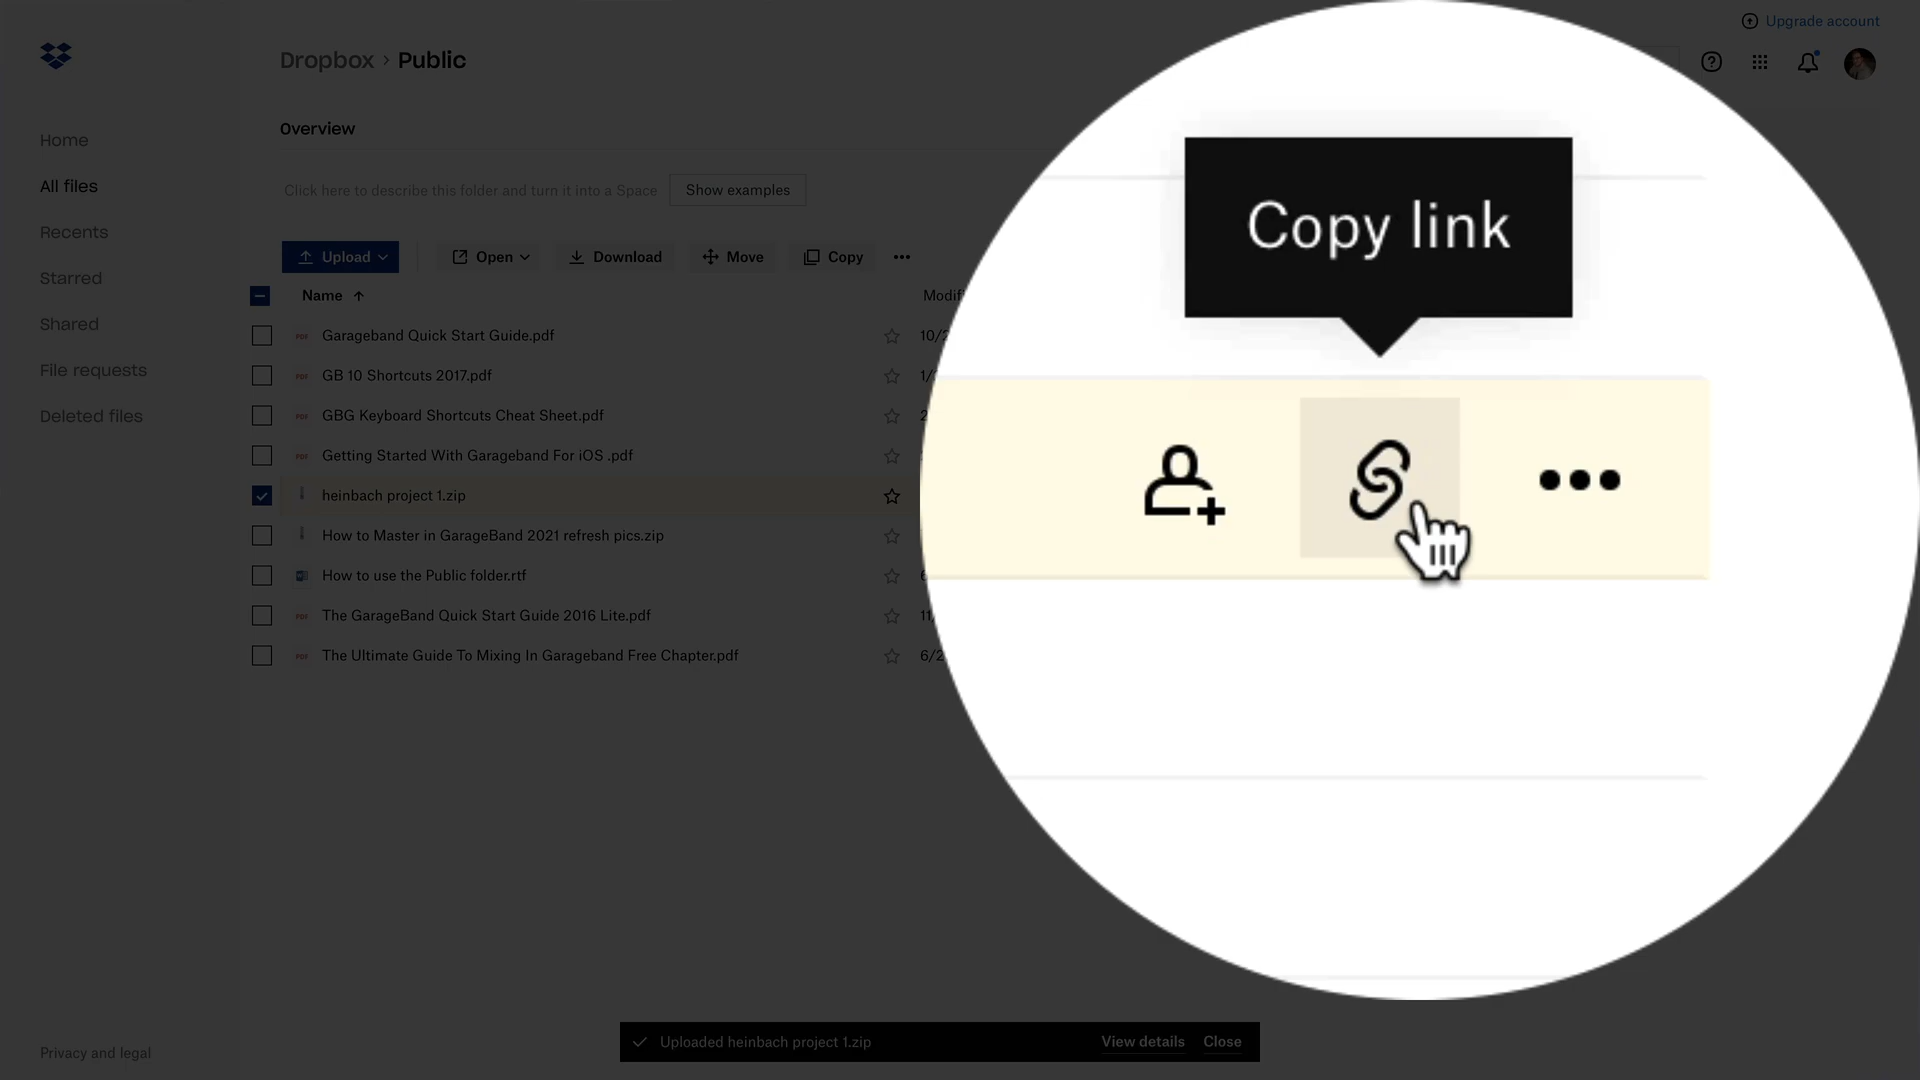 Upgrade account
Dropbox › Public
Home
All files
Recents
Starred
Shared
File requests
Deleted files
Privacy and legal
Overview
Click here to describe this folder and turn it into a Space
Show examples
Upload
Open
Download
Move
Copy
Name
Garageband Quick Start Guide.pdf
GB 10 Shortcuts 2017.pdf
GBG Keyboard Shortcuts Cheat Sheet.pdf
Getting Started With Garageband For iOS .pdf
heinbach project 1.zip
How to Master in GarageBand 2021 refresh pics.zip
How to use the Public folder.rtf
The GarageBand Quick Start Guide 2016 Lite.pdf
The Ultimate Guide To Mixing In Garageband Free Chapter.pdf
Copy link
Uploaded heinbach project 1.zip
View details
Close